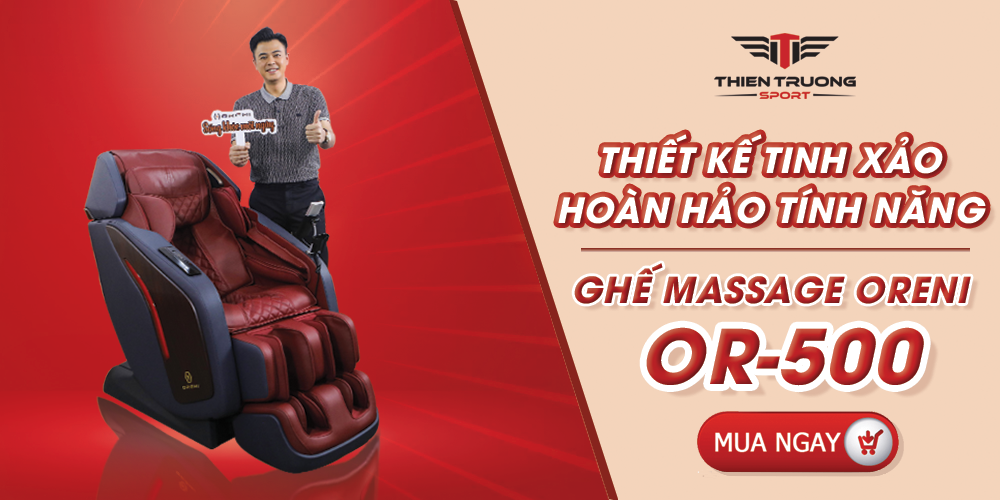 THIEN TRUONG
SPORT
THIẾT KẾ TINH XẢO
HOÀN HẢO TÍNH NĂNG
GHẾ MASSAGE ORENI
OR-500
MUA NGAY